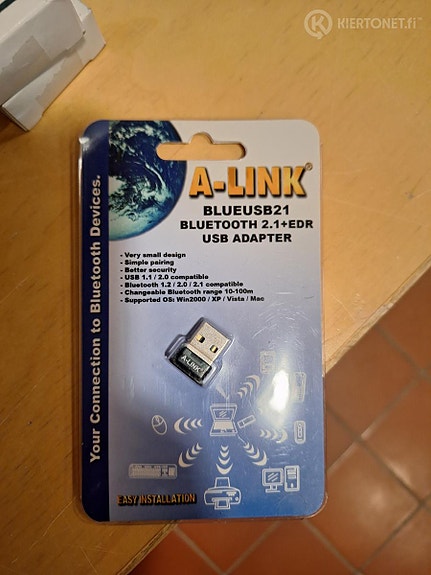 KIERTONET.fi
A-LINK®
BLUEUSB21
BLUETOOTH 2.1+EDR
USB ADAPTER
- Very small design
- Simple pairing
- Better security
- USB 1.1 / 2.0 compatible
- Bluetooth 1.2 / 2.0 / 2.1 compatible
- Changeable Bluetooth range 10-100m
- Supported OS: Win2000 / XP / Vista / Mac
Your Connection to Bluetooth Devices.
A-LINK
EASY INSTALLATION